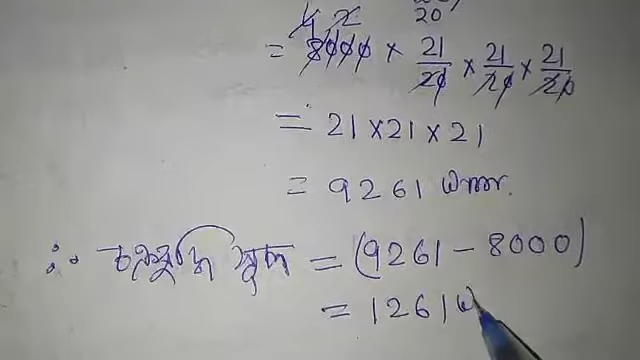 20
= 8000 × 21/20 × 21/20 × 21/20
= 21 × 21 × 21
= 9261 টাকা.
∴ চক্রবৃদ্ধি সুদ = (9261 - 8000)
= 1261